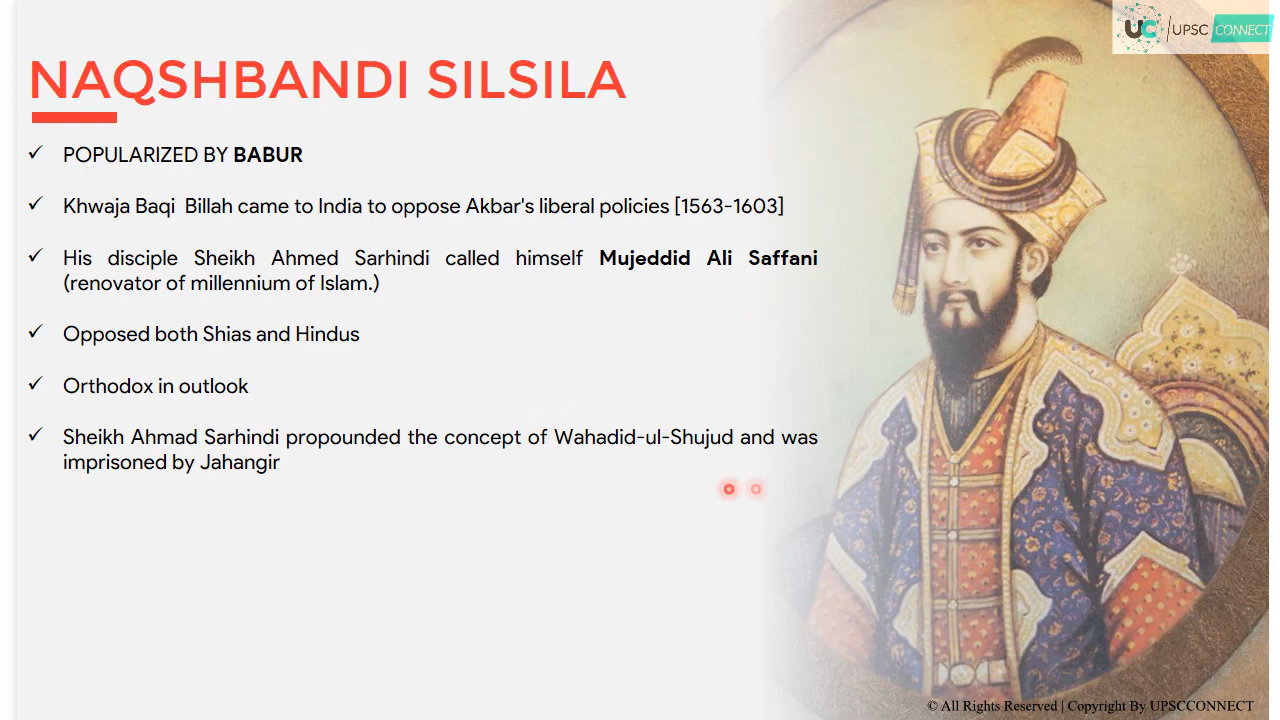 UC | UPSC CONNECT
NAQSHBANDI SILSILA
✓ POPULARIZED BY BABUR
✓ Khwaja Baqi Billah came to India to oppose Akbar's liberal policies [1563-1603]
✓ His disciple Sheikh Ahmed Sarhindi called himself Mujeddid Ali Saffani
(renovator of millennium of Islam.)
✓ Opposed both Shias and Hindus
✓ Orthodox in outlook
✓ Sheikh Ahmad Sarhindi propounded the concept of Wahadid-ul-Shujud and was
imprisoned by Jahangir
© All Rights Reserved | Copyright By UPSCCONNECT